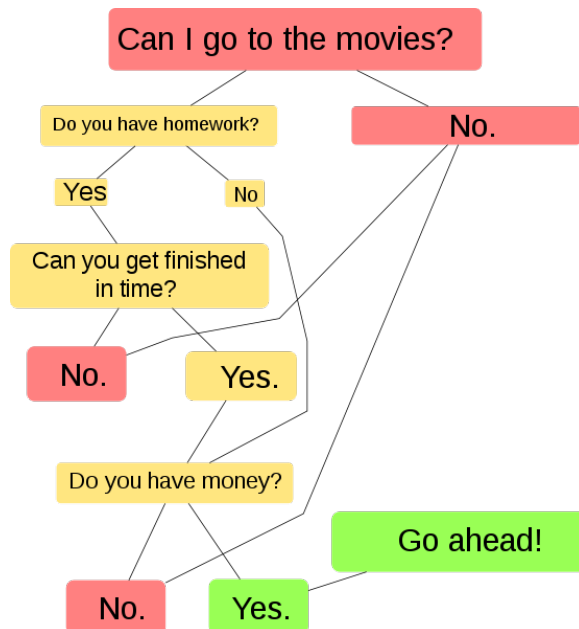 Can I go to the movies?
Do you have homework?
No.
Yes
No
Can you get finished
in time?
No.
Yes.
Do you have money?
Go ahead!
No.
Yes.